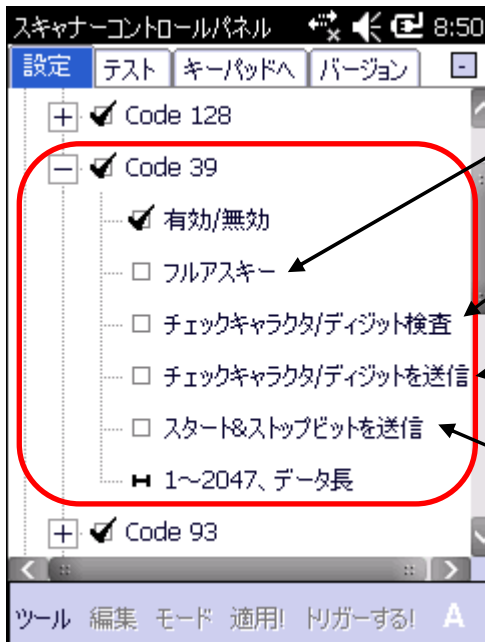 スキャナーコントロールパネル 8:50
設定 テスト キーパッドへ バージョン
Code 128
Code 39
有効/無効
フルアスキー
チェックキャラクタ/ディジット検査
チェックキャラクタ/ディジットを送信
スタート&ストップビットを送信
1～2047、データ長
Code 93
ツール 編集 モード 適用! トリガーする! A